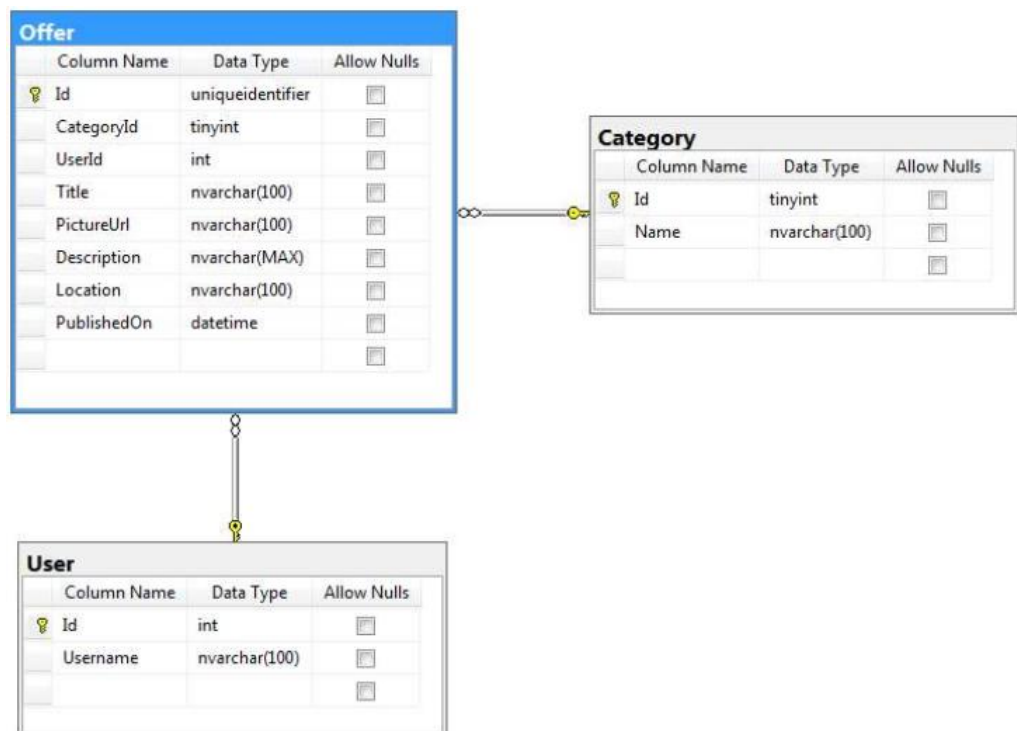 Offer
Column Name Data Type Allow Nulls
Id uniqueidentifier
CategoryId tinyint
UserId int
Title nvarchar(100)
PictureUrl nvarchar(100)
Description nvarchar(MAX)
Location nvarchar(100)
PublishedOn datetime
Category
Column Name Data Type Allow Nulls
Id tinyint
Name nvarchar(100)
User
Column Name Data Type Allow Nulls
Id int
Username nvarchar(100)